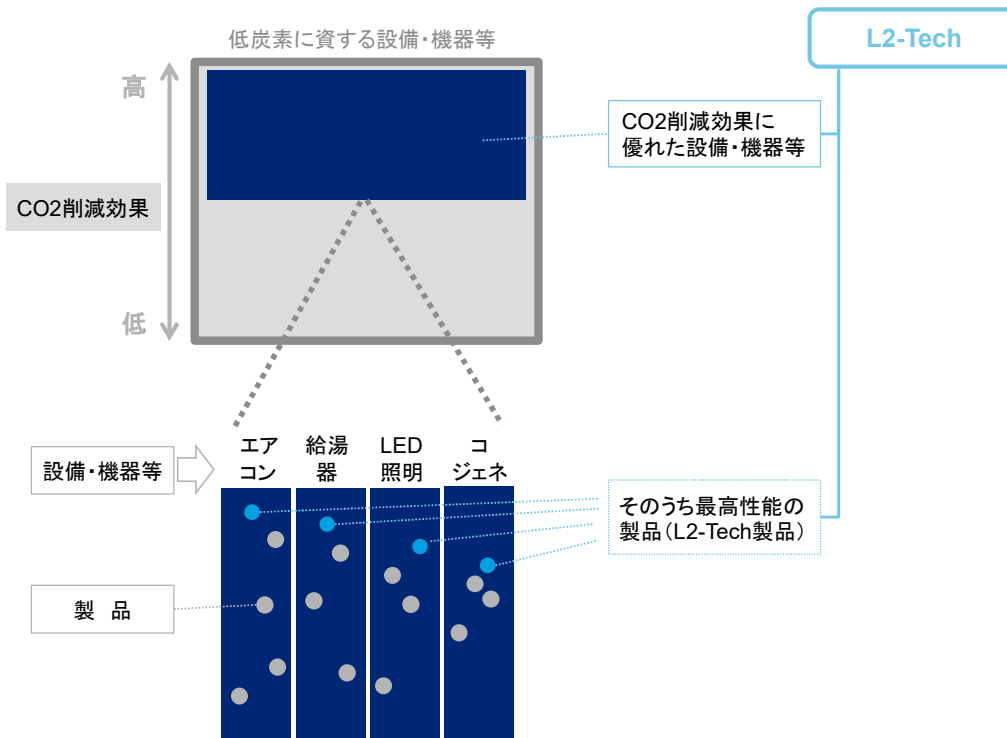 低炭素に資する設備・機器等
L2-Tech
高
CO2削減効果に
優れた設備・機器等
CO2削減効果
低
エア
コン
給湯
器
LED
照明
コ
ジェネ
設備・機器等
そのうち最高性能の
製品(L2-Tech製品)
製 品